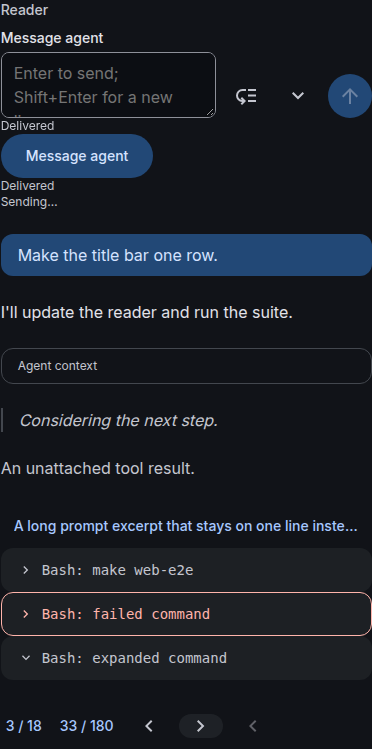 Reader
Message agent
Enter to send;
Shift+Enter for a new
Delivered
Message agent
Delivered
Sending...
Make the title bar one row.
I'll update the reader and run the suite.
Agent context
Considering the next step.
An unattached tool result.
A long prompt excerpt that stays on one line inste...
Bash: make web-e2e
Bash: failed command
Bash: expanded command
3 / 18 33 / 180